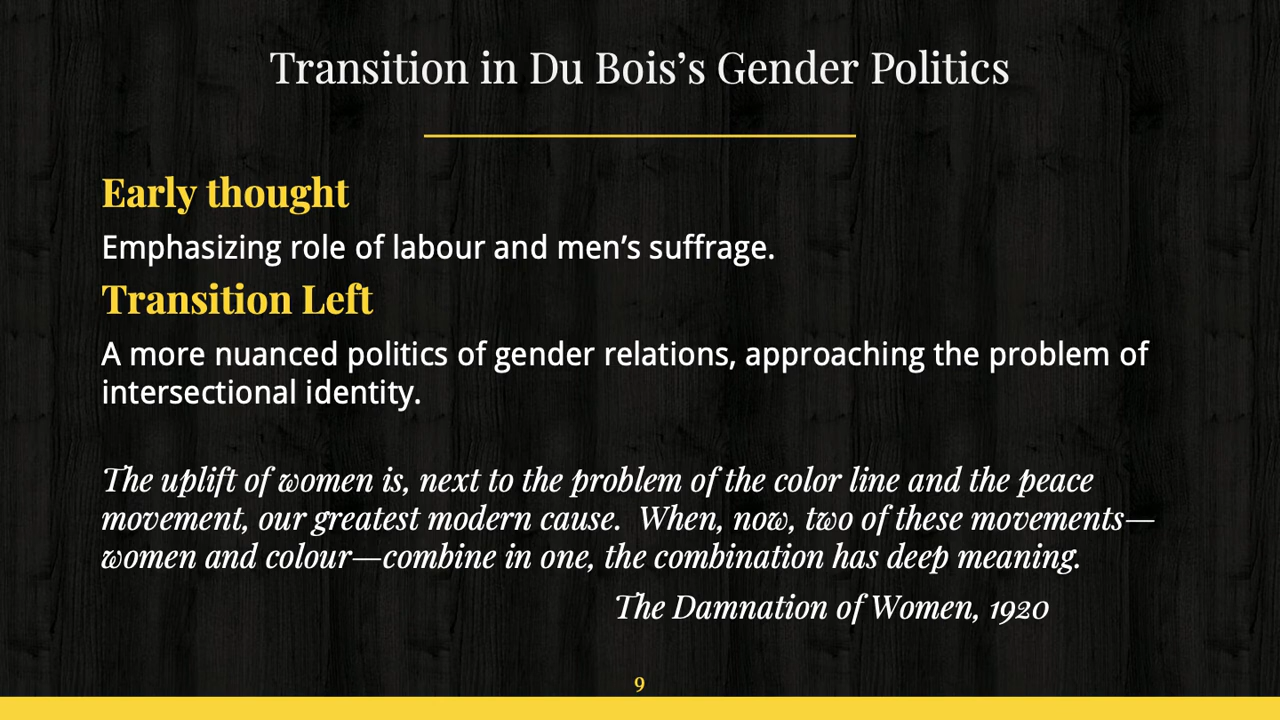 Transition in Du Bois’s Gender Politics
Early thought
Emphasizing role of labour and men’s suffrage.
Transition Left
A more nuanced politics of gender relations, approaching the problem of
intersectional identity.
The uplift of women is, next to the problem of the color line and the peace
movement, our greatest modern cause.  When, now, two of these movements—
women and colour—combine in one, the combination has deep meaning.
The Damnation of Women, 1920
9